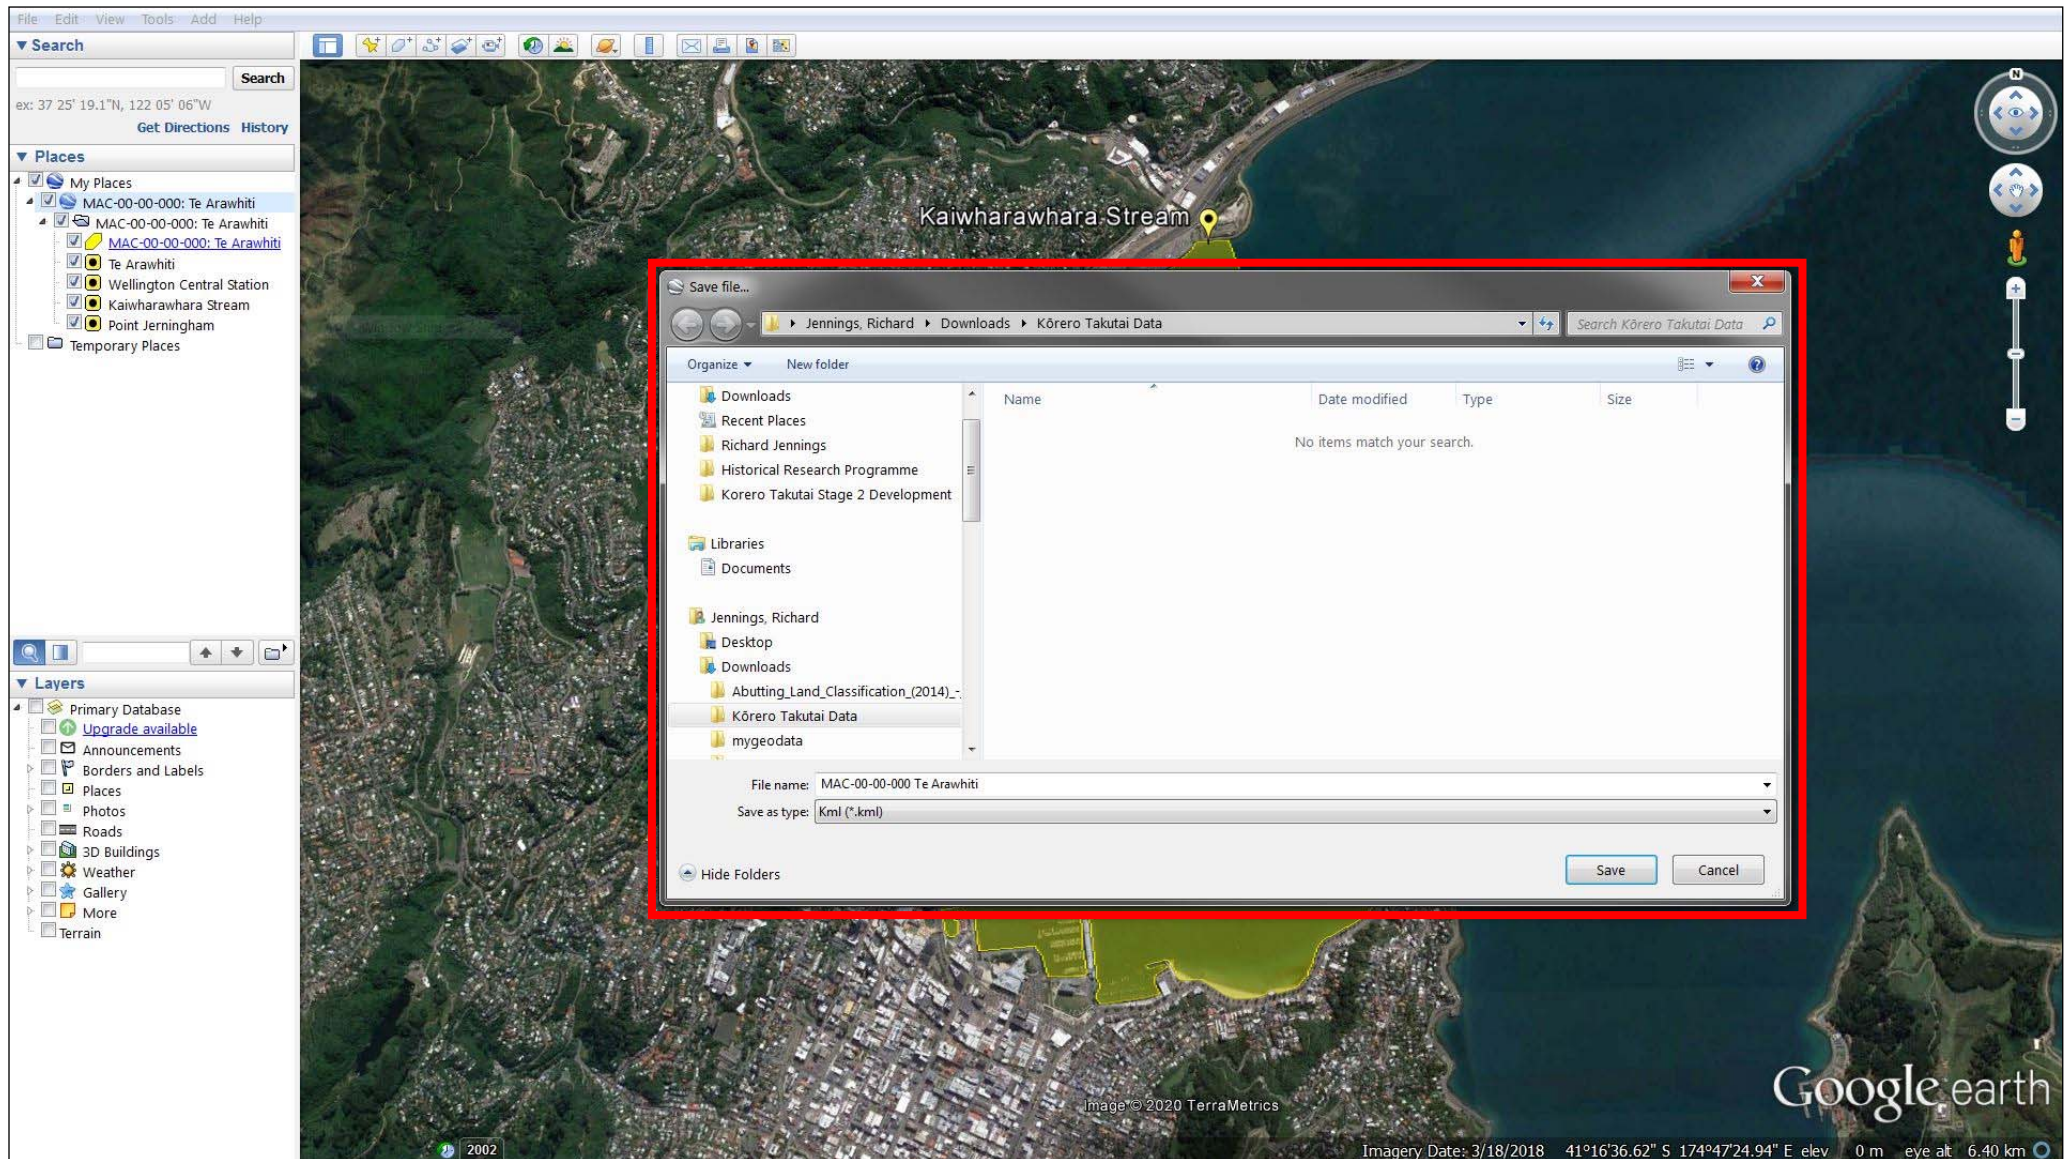 File Edit View Tools Add Help
Search
Search
ex: 37 25' 19.1"N, 122 05' 06"W
Get Directions History
Places
My Places
MAC-00-00-000: Te Arawhiti
MAC-00-00-000: Te Arawhiti
MAC-00-00-000: Te Arawhiti
Te Arawhiti
Wellington Central Station
Kaiwharawhara Stream
Point Jerningham
Temporary Places
Layers
Primary Database
Upgrade available
Announcements
Borders and Labels
Places
Photos
Roads
3D Buildings
Weather
Gallery
More
Terrain
N
Kaiwharawhara Stream
Save file...
Jennings, Richard Downloads Kōrero Takutai Data
Search Kōrero Takutai Data
Organize New folder
Downloads
Recent Places
Richard Jennings
Historical Research Programme
Korero Takutai Stage 2 Development
Libraries
Documents
Jennings, Richard
Desktop
Downloads
Abutting_Land_Classification_(2014)_-
Kōrero Takutai Data
mygeodata
Name Date modified Type Size
No items match your search.
File name: MAC-00-00-000 Te Arawhiti
Save as type: Kml (*.kml)
Hide Folders
Save Cancel
Image © 2020 TerraMetrics
Google earth
2002
Imagery Date: 3/18/2018 41°16'36.62" S 174°47'24.94" E elev 0 m eye alt 6.40 km